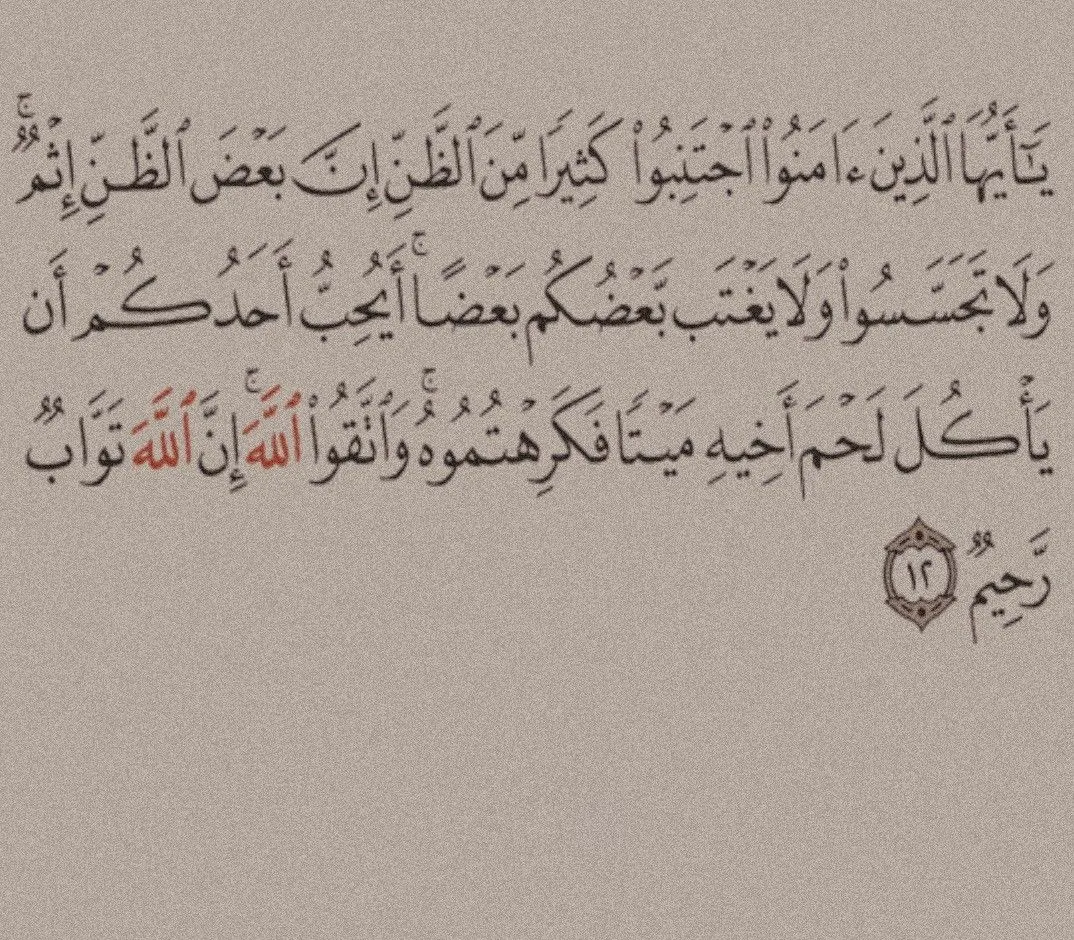 يَـٰٓأَيُّهَا ٱلَّذِينَ ءَامَنُوا۟ ٱجْتَنِبُوا۟ كَثِيرًا مِّنَ ٱلظَّنِّ إِنَّ بَعْضَ ٱلظَّنِّ إِثْمٌ ۖ
وَلَا تَجَسَّسُوا۟ وَلَا يَغْتَب بَّعْضُكُم بَعْضًا ۚ أَيُحِبُّ أَحَدُكُمْ أَن
يَأْكُلَ لَحْمَ أَخِيهِ مَيْتًا فَكَرِهْتُمُوهُ ۚ وَٱتَّقُوا۟ ٱللَّهَ ۚ إِنَّ ٱللَّهَ تَوَّابٌ
رَّحِيمٌ ١٢